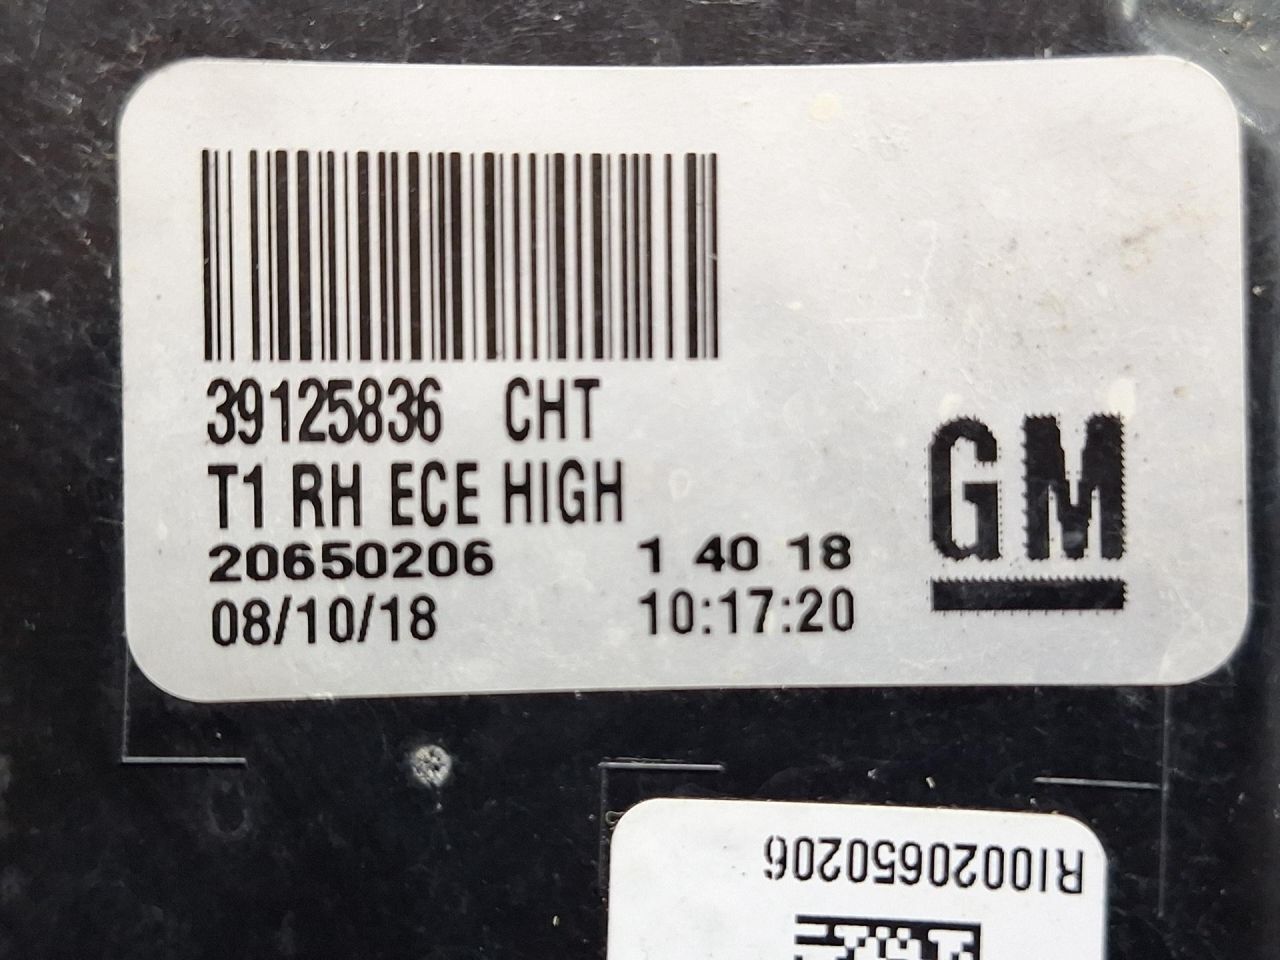 39125836 CHT
T1 RH ECE HIGH
20650206 1 40 18
08/10/18 10:17:20
GM
RI0020650206